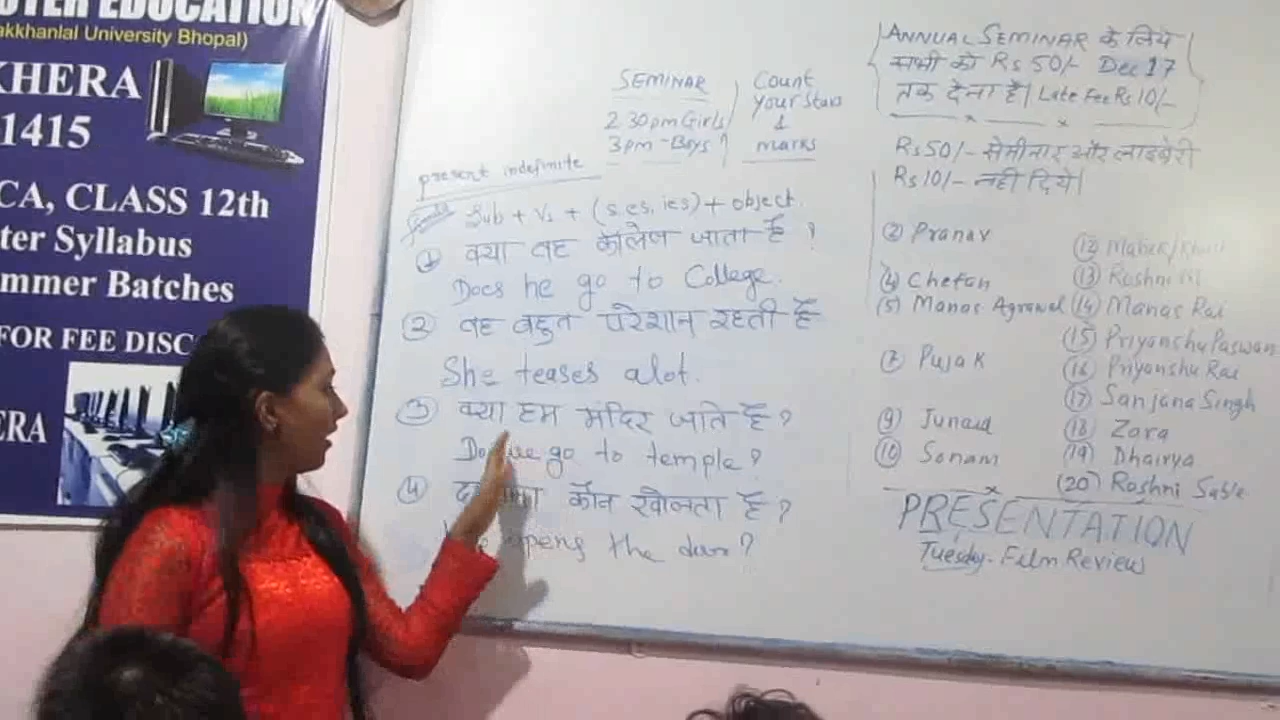 UTER EDUCATION
akhanlal University Bhopal)
KHERA
1415
CA, CLASS 12th
ter Syllabus
mmer Batches
FOR FEE DISC
ERA
SEMINAR
2 30pm Girls
3pm - Boys
Count
your Stars
&
marks
present indefinite
Sub + V5 + (s, es, ies) + object.
① क्या वह कॉलेज जाता है ?
Does he go to College.
② वह बहुत परेशान रहती है
She teases alot.
③ क्या हम मंदिर जाते है ?
we go to temple ?
④ कौन खोलता है ?
opens the door ?
ANNUAL SEMINAR के लिये
सभी को Rs 50/- Dec 17
तक देना है। Late Fee Rs 10/-
Rs 50/- सेमीनार और लाइब्रेरी
Rs 10/- नही दिये।
② Pranav
④ Chetan
⑤ Manas Agrawal
⑦ Puja K
⑨ Junaid
⑩ Sonam
⑫ Mahek
⑬ Roshni
⑭ Manas Rai
⑮ Priyanshu Paswan
⑯ Priyanshu Rai
⑰ Sanjana Singh
⑱ Zara
⑲ Dhairya
(20) Roshni Sable
PRESENTATION
Tuesday - Film Review